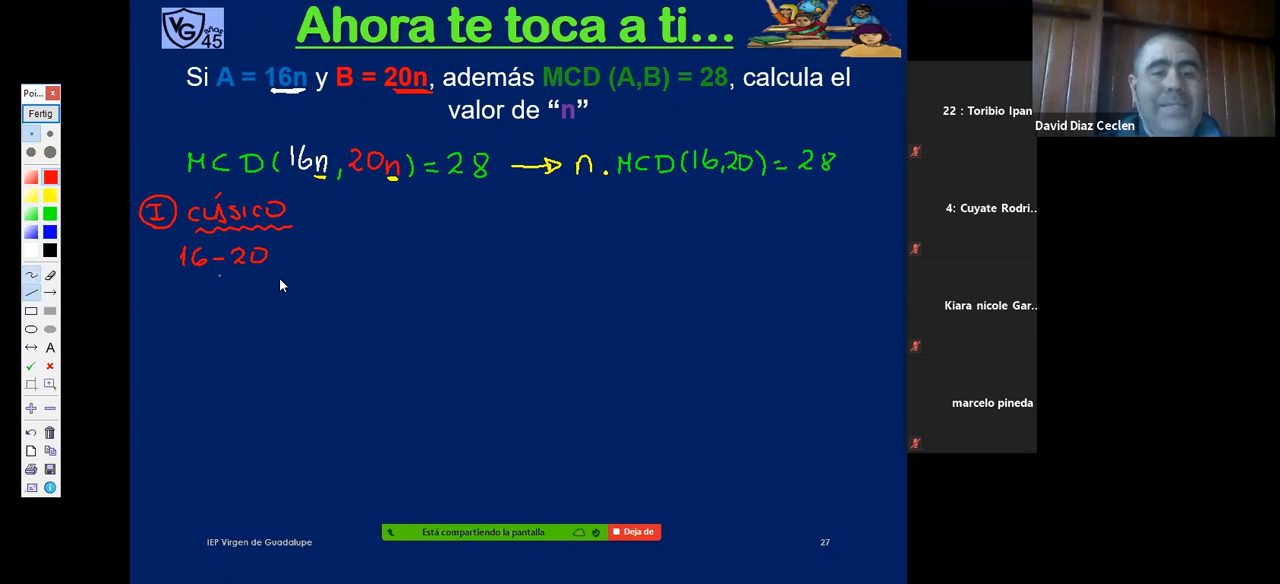 VG
años
45
Ahora te toca a ti...
Si A = 16n y B = 20n, además MCD (A,B) = 28, calcula el
valor de “n”
MCD(16n,20n)=28 → n.MCD(16,20)=28
I CLÁSICO
16-20
Poi...
Fertig
A
IEP Virgen de Guadalupe
Está compartiendo la pantalla
Deja de
27
David Diaz Ceclen
22 : Toribio Ipan
4: Cuyate Rodri...
Kiara nicole Gar...
marcelo pineda